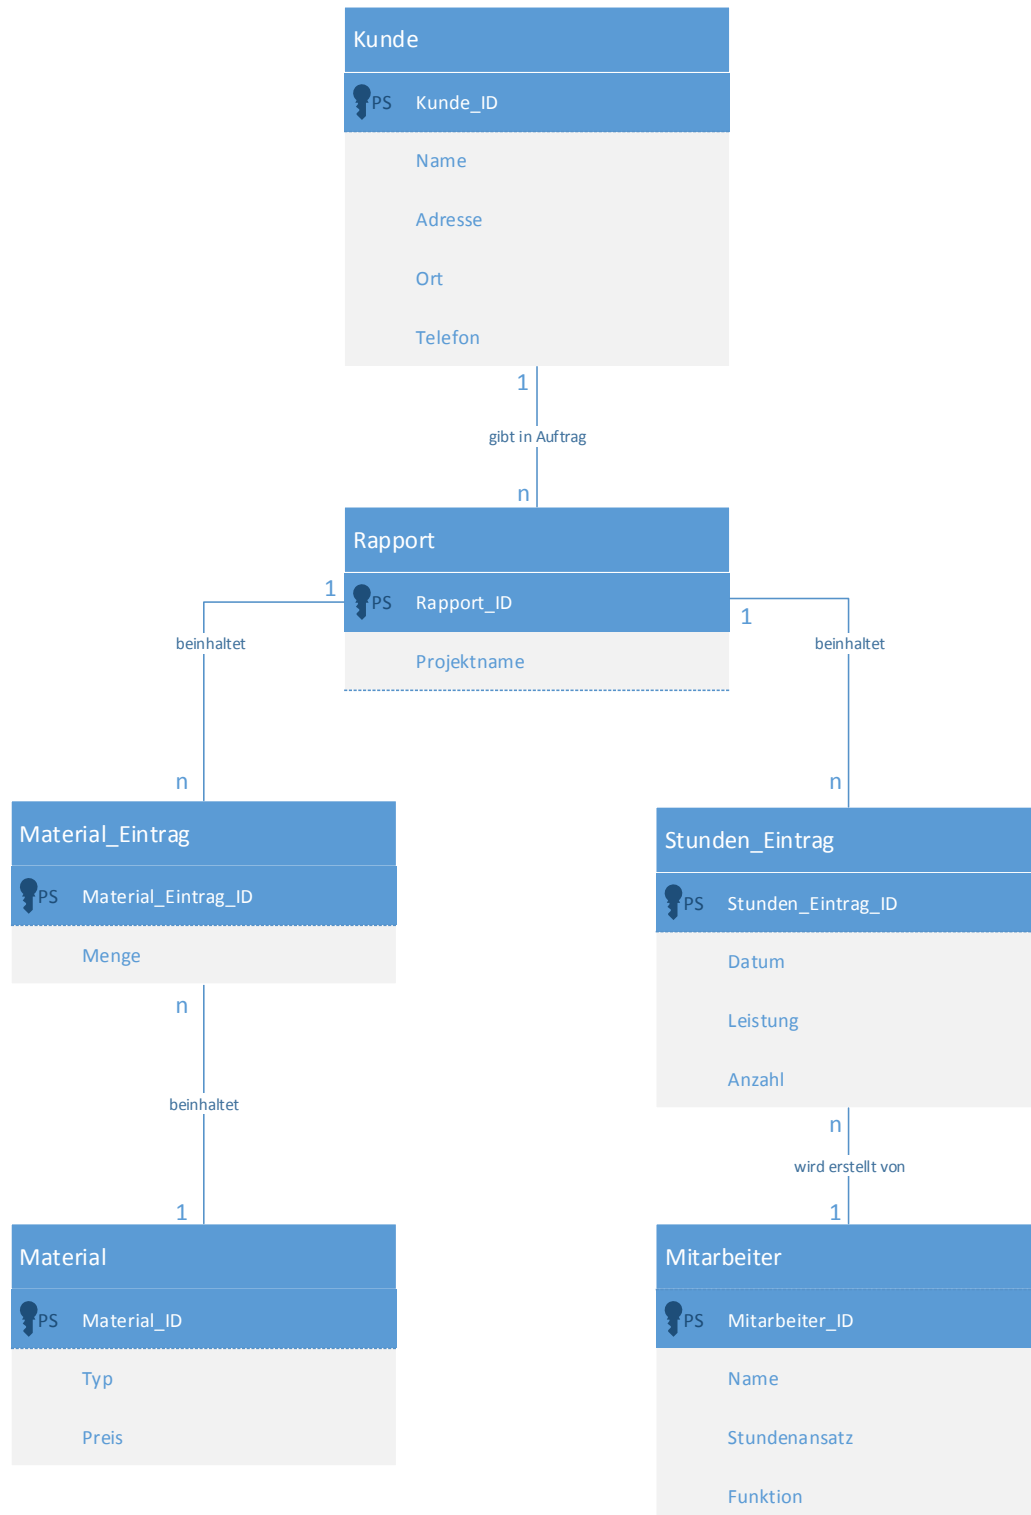 Kunde
PS Kunde_ID
Name
Adresse
Ort
Telefon
1
gibt in Auftrag
n
Rapport
1
PS Rapport_ID
1
beinhaltet
beinhaltet
Projektname
n
n
Material_Eintrag
Stunden_Eintrag
PS Material_Eintrag_ID
PS Stunden_Eintrag_ID
Menge
Datum
n
Leistung
Anzahl
beinhaltet
n
wird erstellt von
1
1
Material
Mitarbeiter
PS Material_ID
PS Mitarbeiter_ID
Typ
Name
Preis
Stundenansatz
Funktion